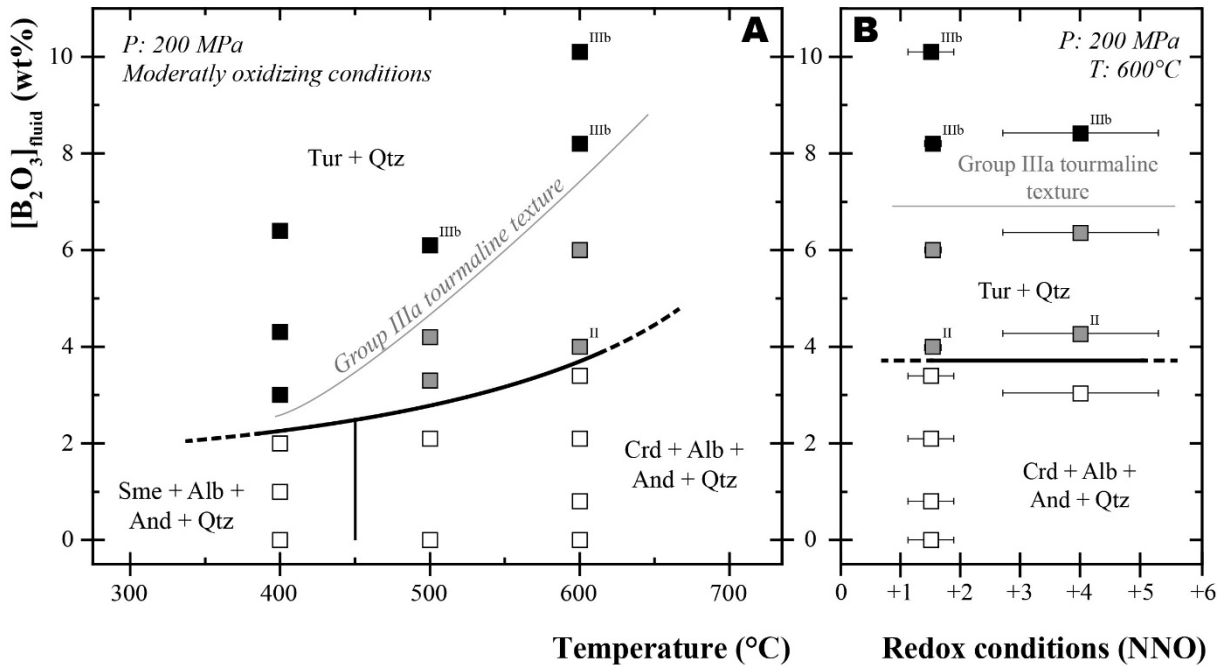 [B2O3]fluid (wt%)
P: 200 MPa
Moderatly oxidizing conditions
A
10
8
6
4
2
0
IIIb
IIIb
IIIb
II
Tur + Qtz
Group IIIa tourmaline texture
Sme + Alb +
And + Qtz
Crd + Alb +
And + Qtz
300
400
500
600
700
Temperature (°C)
B
P: 200 MPa
T: 600°C
IIIb
IIIb
IIIb
Group IIIa tourmaline
texture
Tur + Qtz
II
II
Crd + Alb +
And + Qtz
0
+1
+2
+3
+4
+5
+6
Redox conditions (NNO)